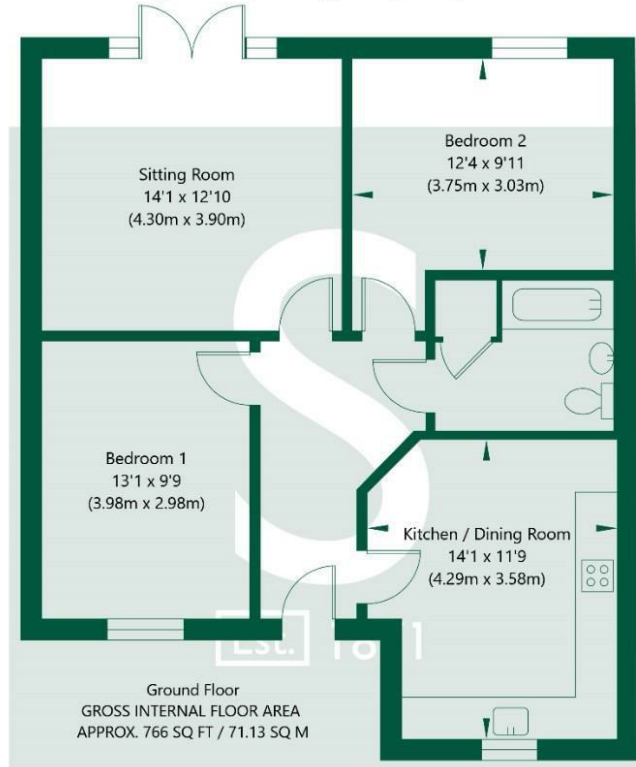 Sitting Room
14'1 x 12'10
(4.30m x 3.90m)
Bedroom 2
12'4 x 9'11
(3.75m x 3.03m)
Bedroom 1
13'1 x 9'9
(3.98m x 2.98m)
Kitchen / Dining Room
14'1 x 11'9
(4.29m x 3.58m)
S
Est.
Ground Floor
GROSS INTERNAL FLOOR AREA
APPROX. 766 SQ FT / 71.13 SQ M